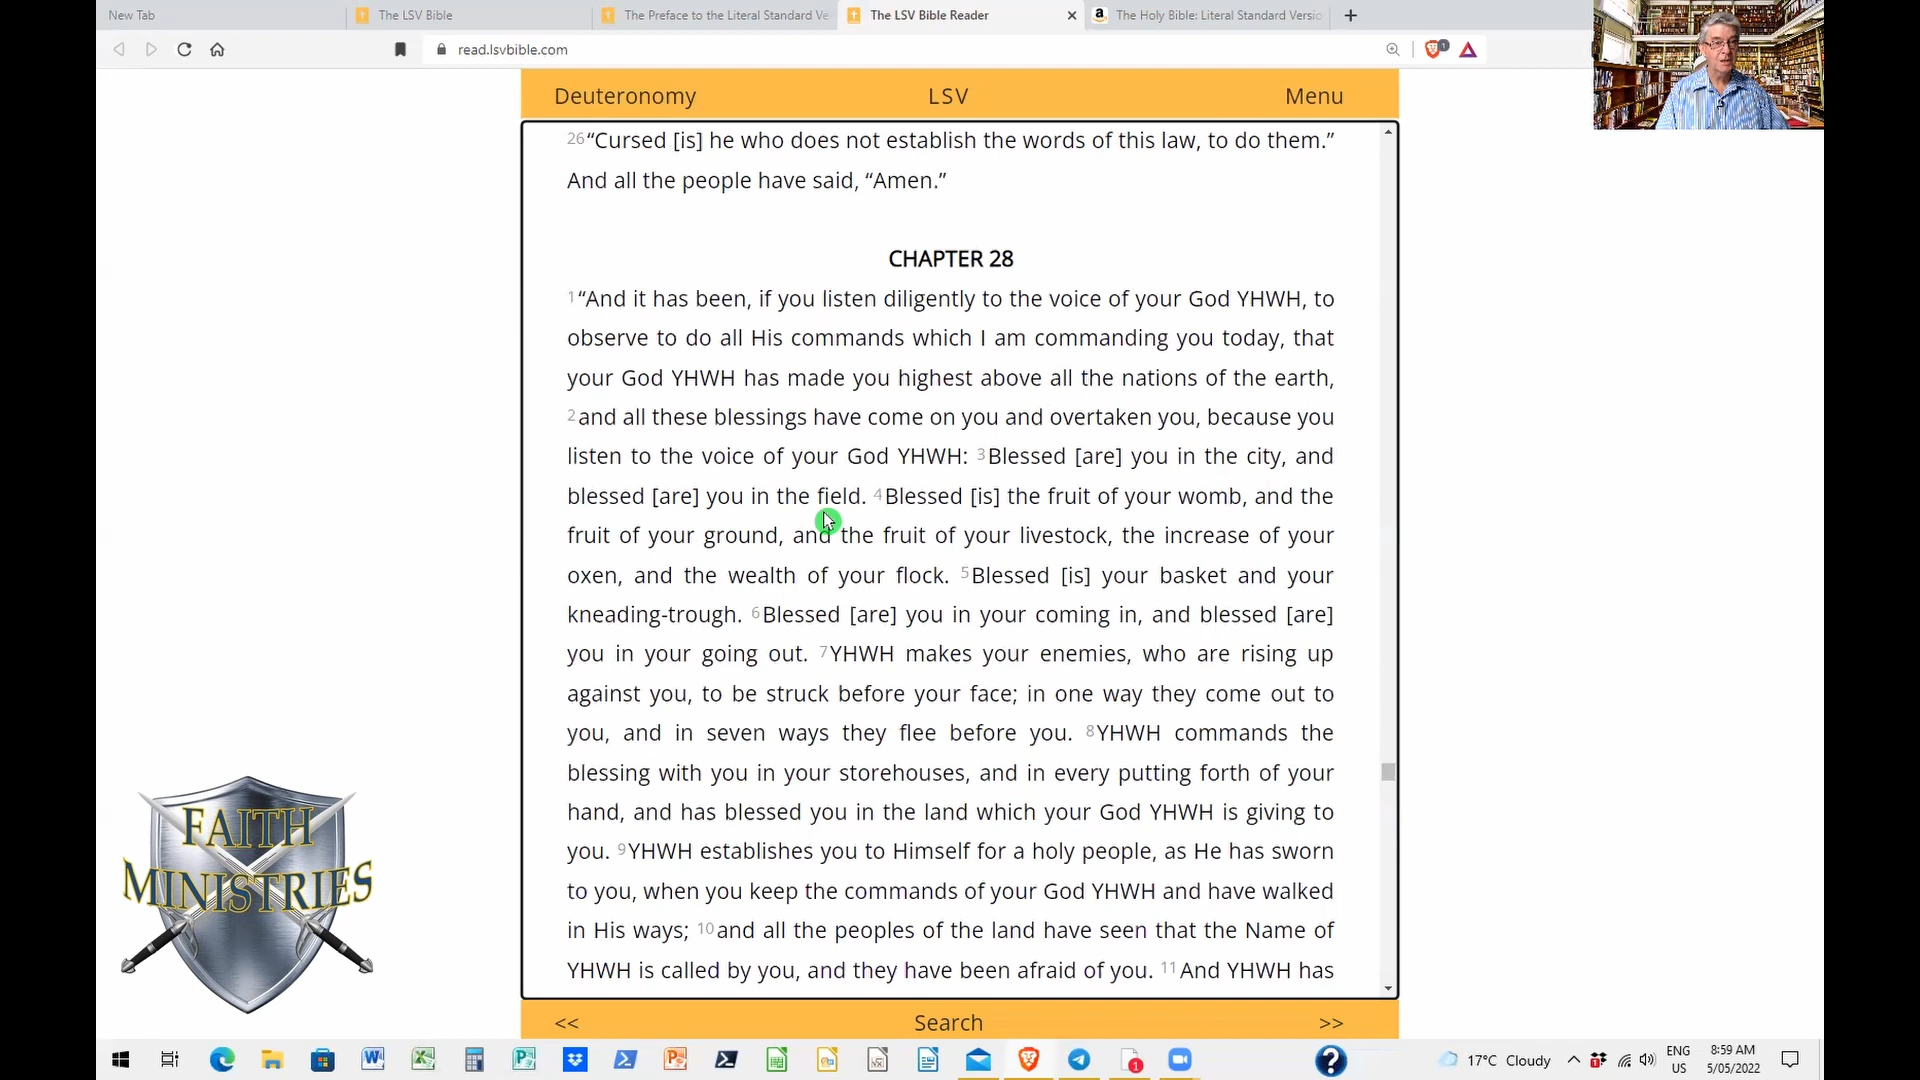 New Tab
The LSV Bible
The Preface to the Literal Standard Ve
The LSV Bible Reader
The Holy Bible: Literal Standard Versio
read.lsvbible.com
1
Deuteronomy LSV Menu
26“Cursed [is] he who does not establish the words of this law, to do them.”
And all the people have said, “Amen.”
CHAPTER 28
1“And it has been, if you listen diligently to the voice of your God YHWH, to
observe to do all His commands which I am commanding you today, that
your God YHWH has made you highest above all the nations of the earth,
2and all these blessings have come on you and overtaken you, because you
listen to the voice of your God YHWH: 3Blessed [are] you in the city, and
blessed [are] you in the field. 4Blessed [is] the fruit of your womb, and the
fruit of your ground, and the fruit of your livestock, the increase of your
oxen, and the wealth of your flock. 5Blessed [is] your basket and your
kneading-trough. 6Blessed [are] you in your coming in, and blessed [are]
you in your going out. 7YHWH makes your enemies, who are rising up
against you, to be struck before your face; in one way they come out to
you, and in seven ways they flee before you. 8YHWH commands the
blessing with you in your storehouses, and in every putting forth of your
hand, and has blessed you in the land which your God YHWH is giving to
you. 9YHWH establishes you to Himself for a holy people, as He has sworn
to you, when you keep the commands of your God YHWH and have walked
in His ways; 10and all the peoples of the land have seen that the Name of
YHWH is called by you, and they have been afraid of you. 11And YHWH has
<< Search >>
FAITH
MINISTRIES
17°C Cloudy
ENG
US
8:59 AM
5/05/2022